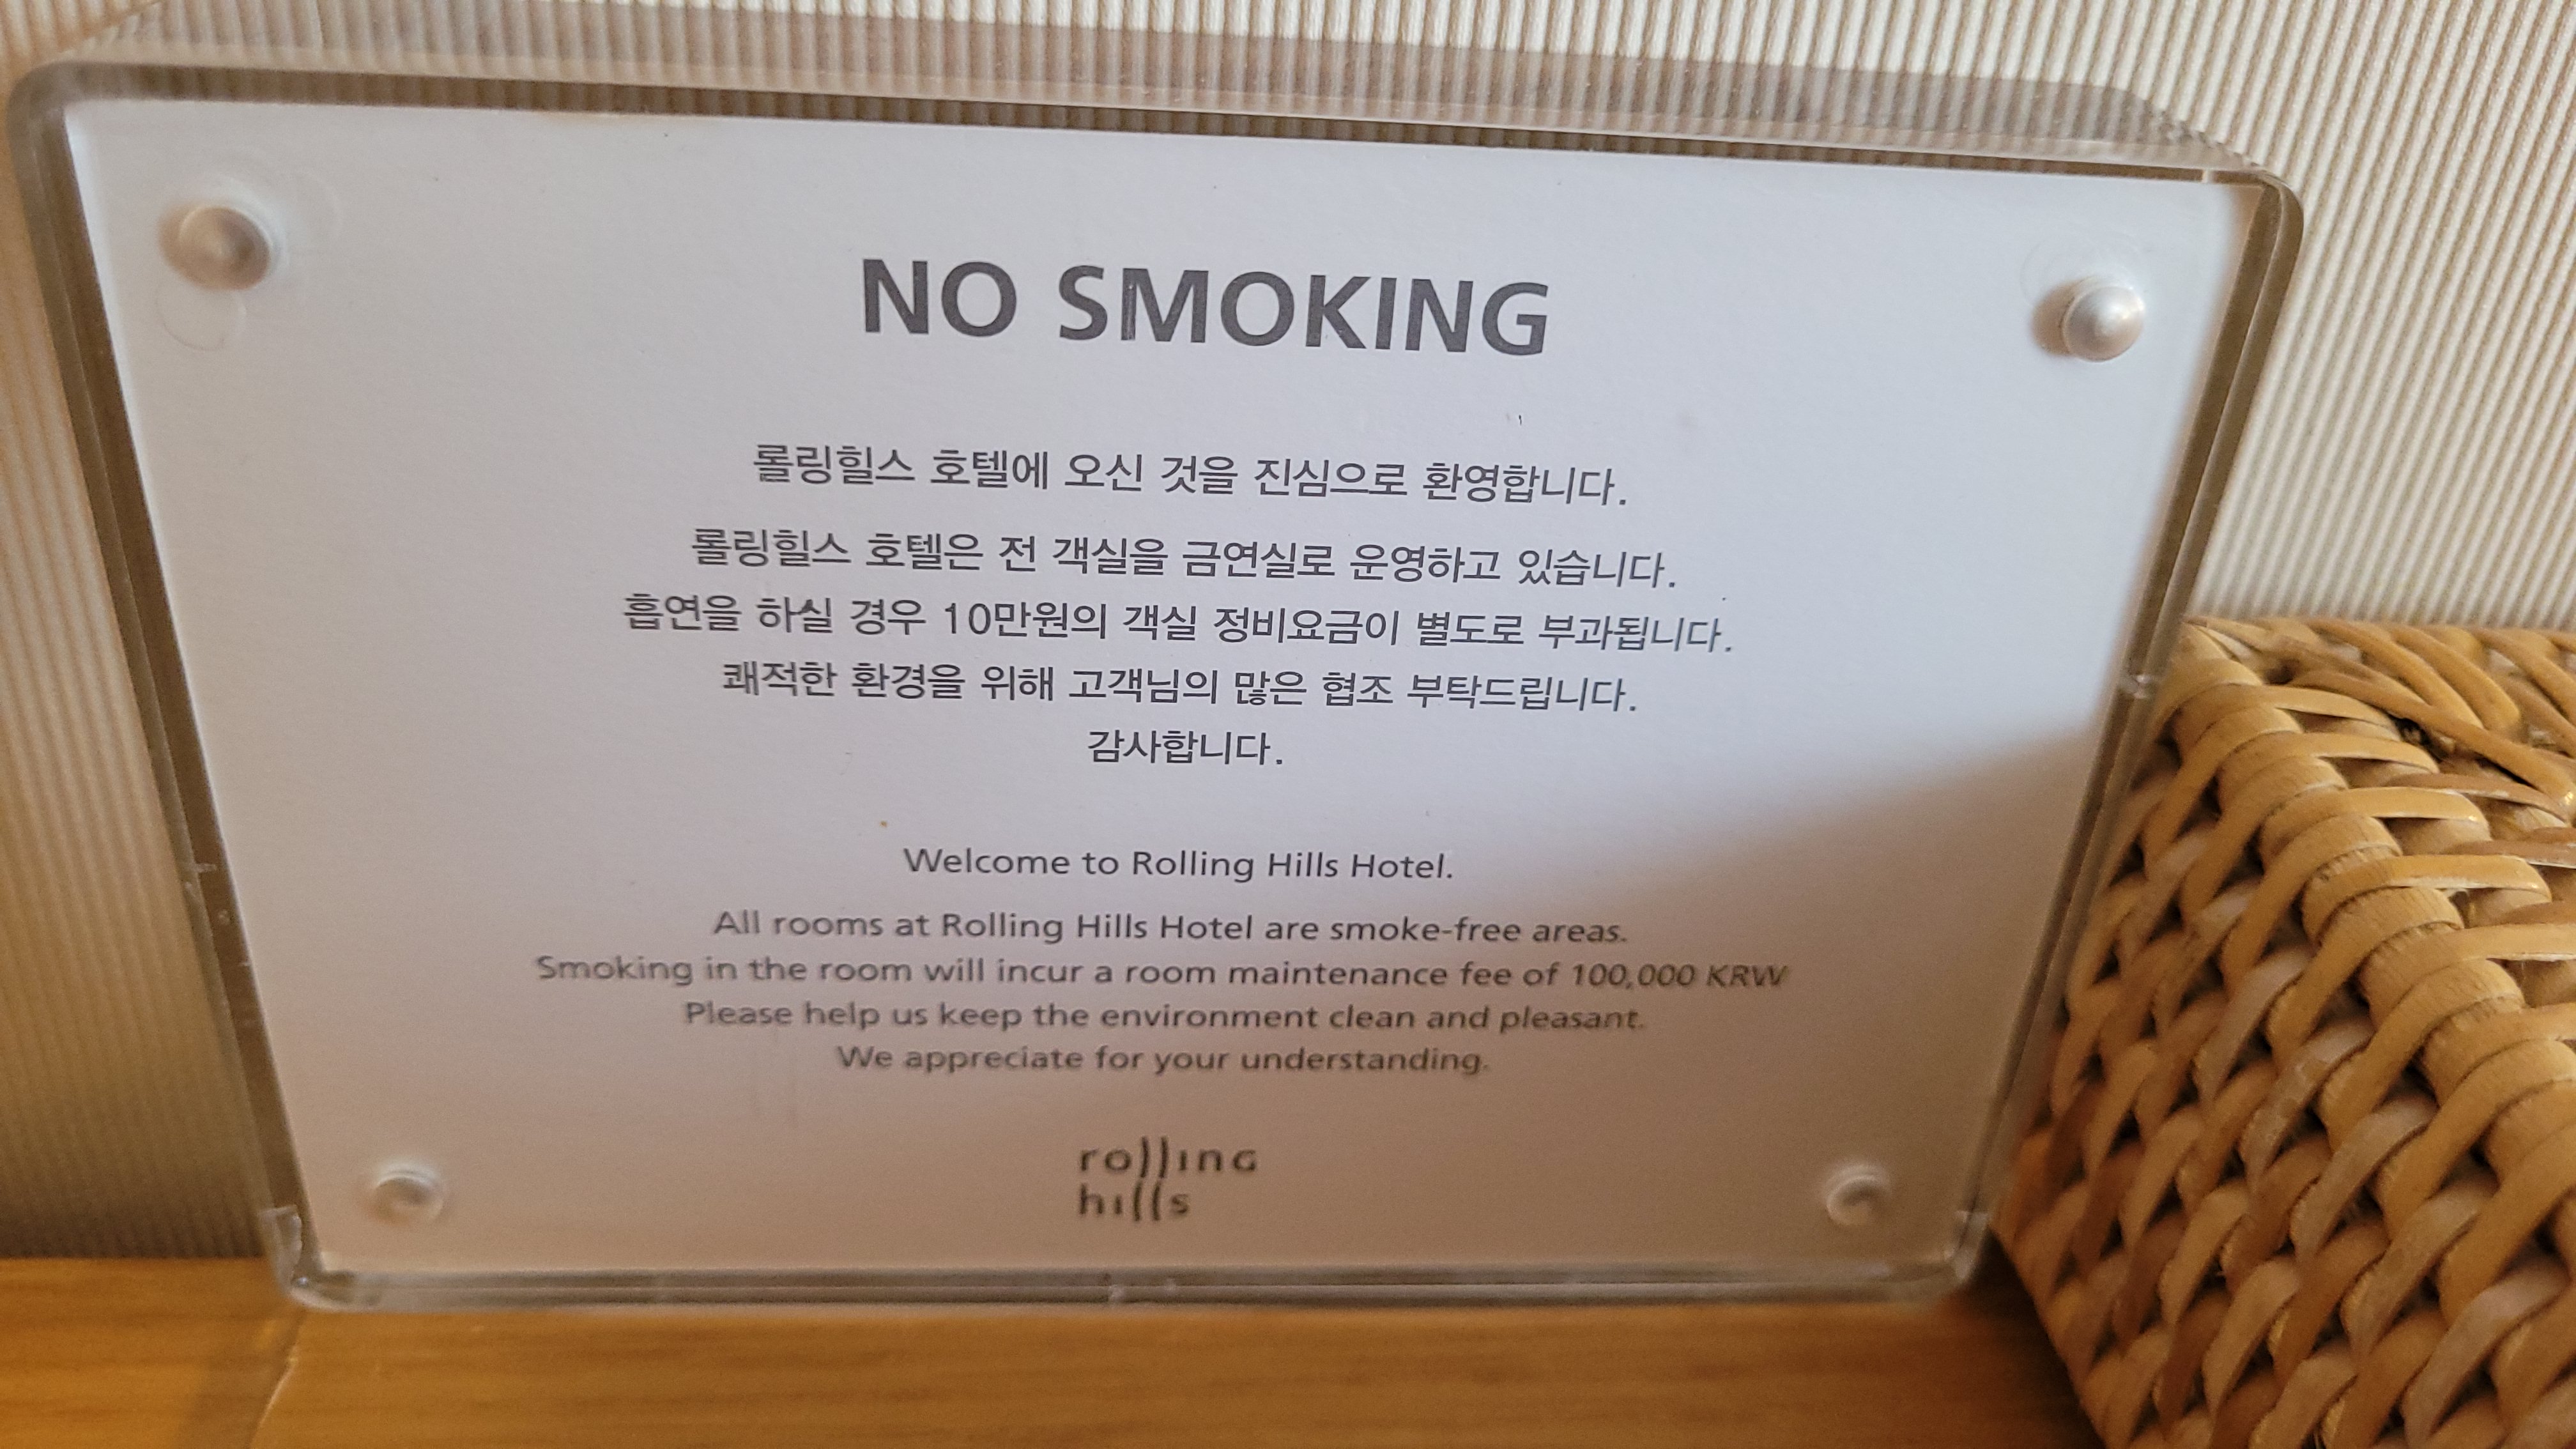 NO SMOKING
롤링힐스 호텔에 오신 것을 진심으로 환영합니다.
롤링힐스 호텔은 전 객실을 금연실로 운영하고 있습니다.
흡연을 하실 경우 10만원의 객실 정비요금이 별도로 부과됩니다.
쾌적한 환경을 위해 고객님의 많은 협조 부탁드립니다.
감사합니다.
Welcome to Rolling Hills Hotel.
All rooms at Rolling Hills Hotel are smoke-free areas.
Smoking in the room will incur a room maintenance fee of 100,000 KRW
Please help us keep the environment clean and pleasant.
We appreciate for your understanding.
rolling
hills